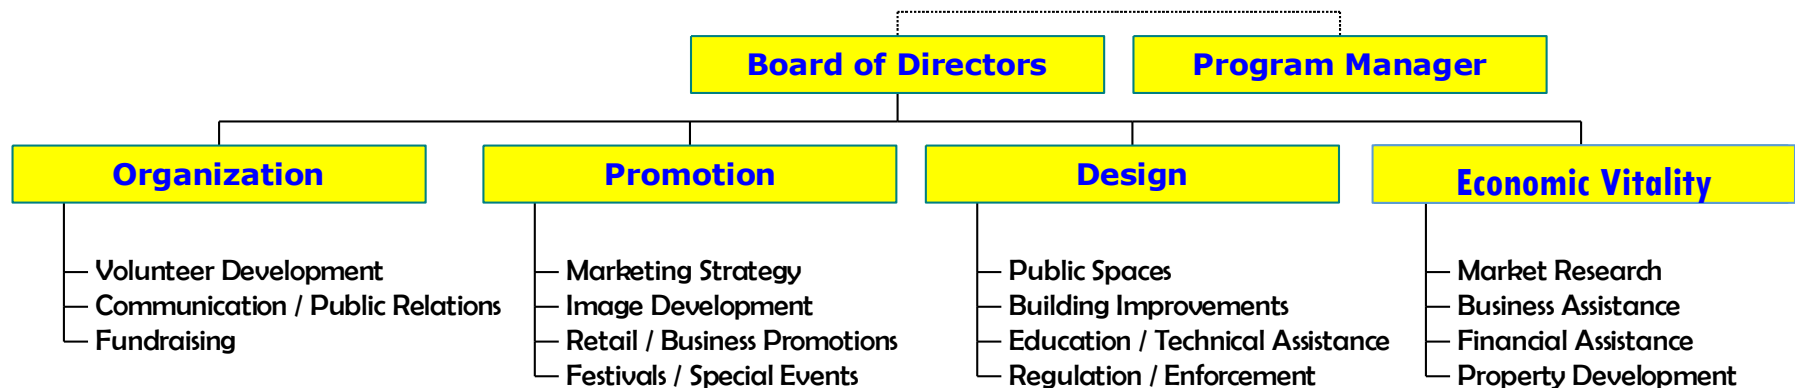 Board of Directors
Program Manager
Organization
Promotion
Design
Economic Vitality
Volunteer Development
Communication / Public Relations
Fundraising
Marketing Strategy
Image Development
Retail / Business Promotions
Festivals / Special Events
Public Spaces
Building Improvements
Education / Technical Assistance
Regulation / Enforcement
Market Research
Business Assistance
Financial Assistance
Property Development